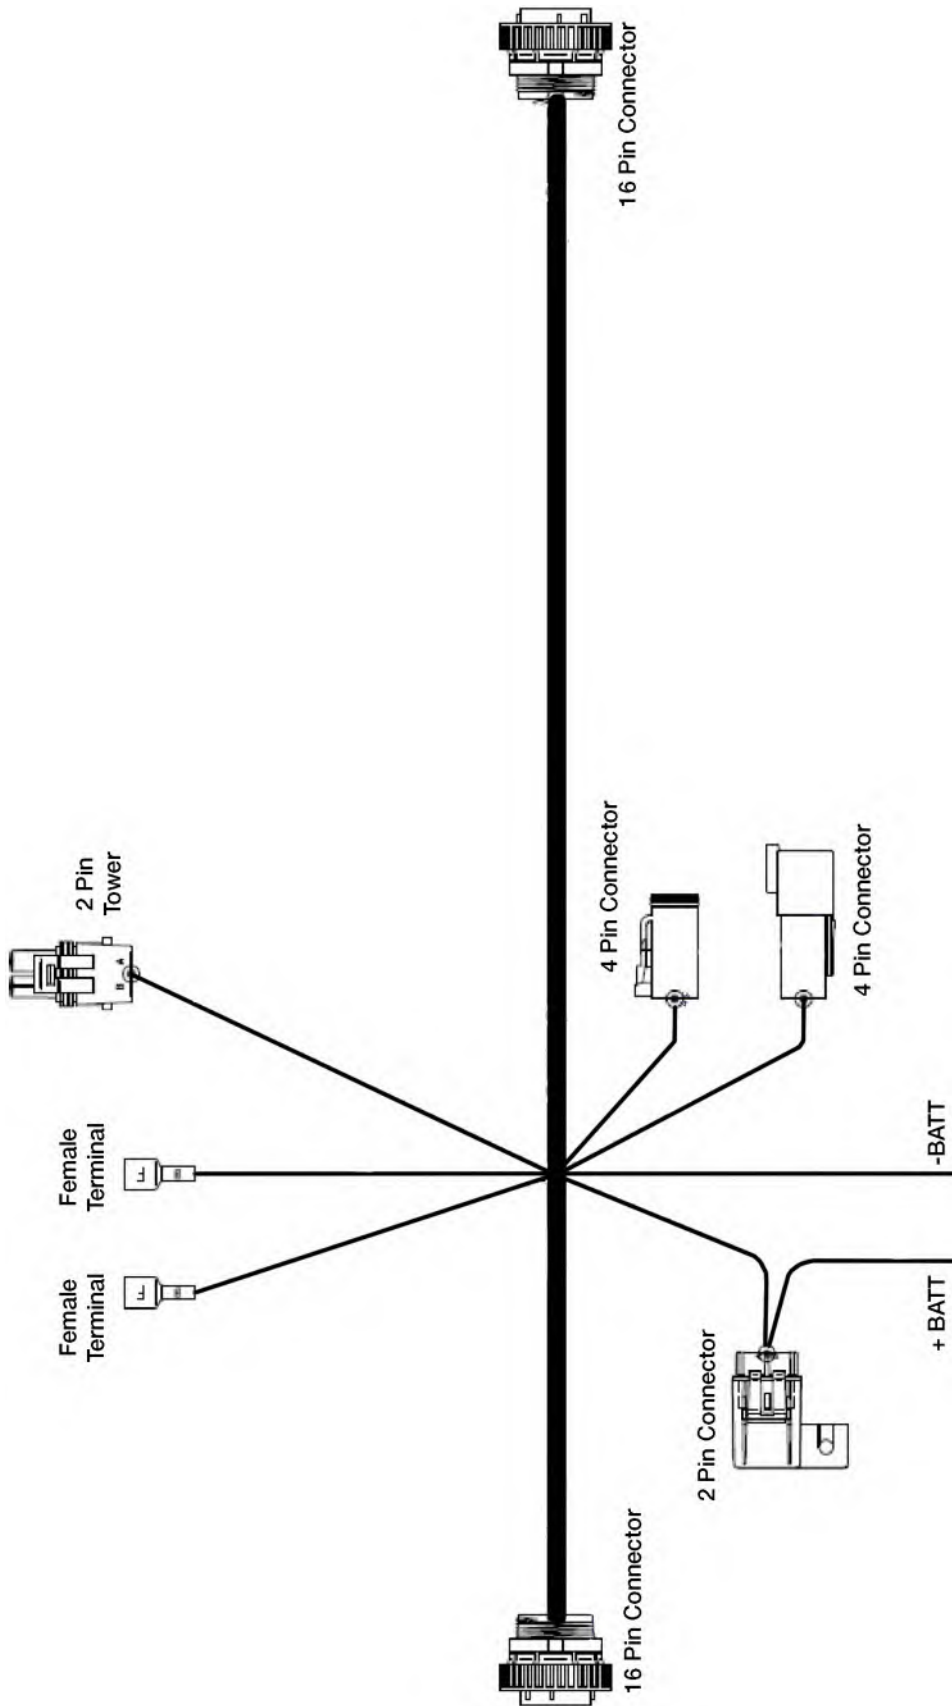 16 Pin Connector
2 Pin
Tower
A
B
4 Pin Connector
4 Pin Connector
Female
Terminal
F
-BATT
Female
Terminal
F
+ BATT
2 Pin Connector
16 Pin Connector